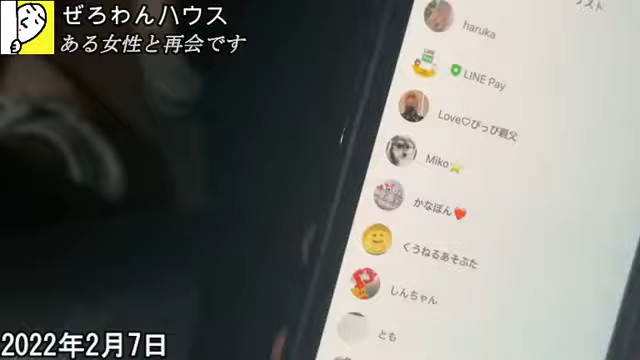 ぜろわんハウス
ある女性と再会です
スト
haruka
LINE Pay
Love♡ぴっぴ親父
Miko⭐
かなぽん❤️
くうねるあそぶた
しんちゃん
とも
2022年2月7日